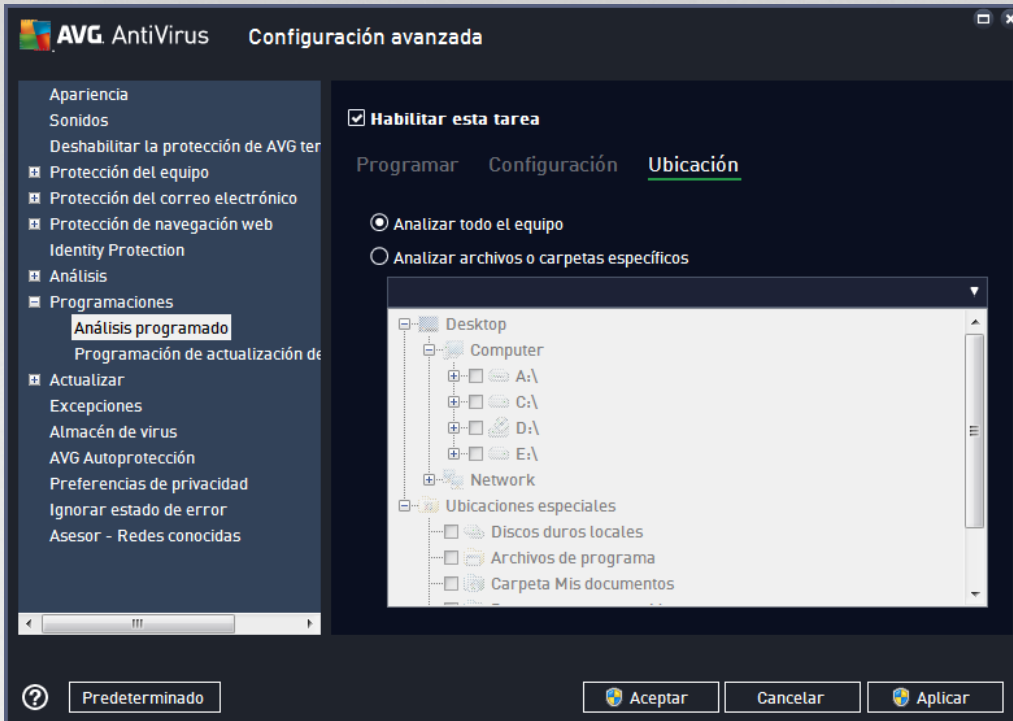 AVG. AntiVirus Configuración avanzada
Apariencia
Sonidos
Deshabilitar la protección de AVG ter
Protección del equipo
Protección del correo electrónico
Protección de navegación web
Identity Protection
Análisis
Programaciones
Análisis programado
Programación de actualización de
Actualizar
Excepciones
Almacén de virus
AVG Autoprotección
Preferencias de privacidad
Ignorar estado de error
Asesor - Redes conocidas
Habilitar esta tarea
Programar Configuración Ubicación
Analizar todo el equipo
Analizar archivos o carpetas específicos
Desktop
Computer
A:\
C:\
D:\
E:\
Network
Ubicaciones especiales
Discos duros locales
Archivos de programa
Carpeta Mis documentos
? Predeterminado Aceptar Cancelar Aplicar